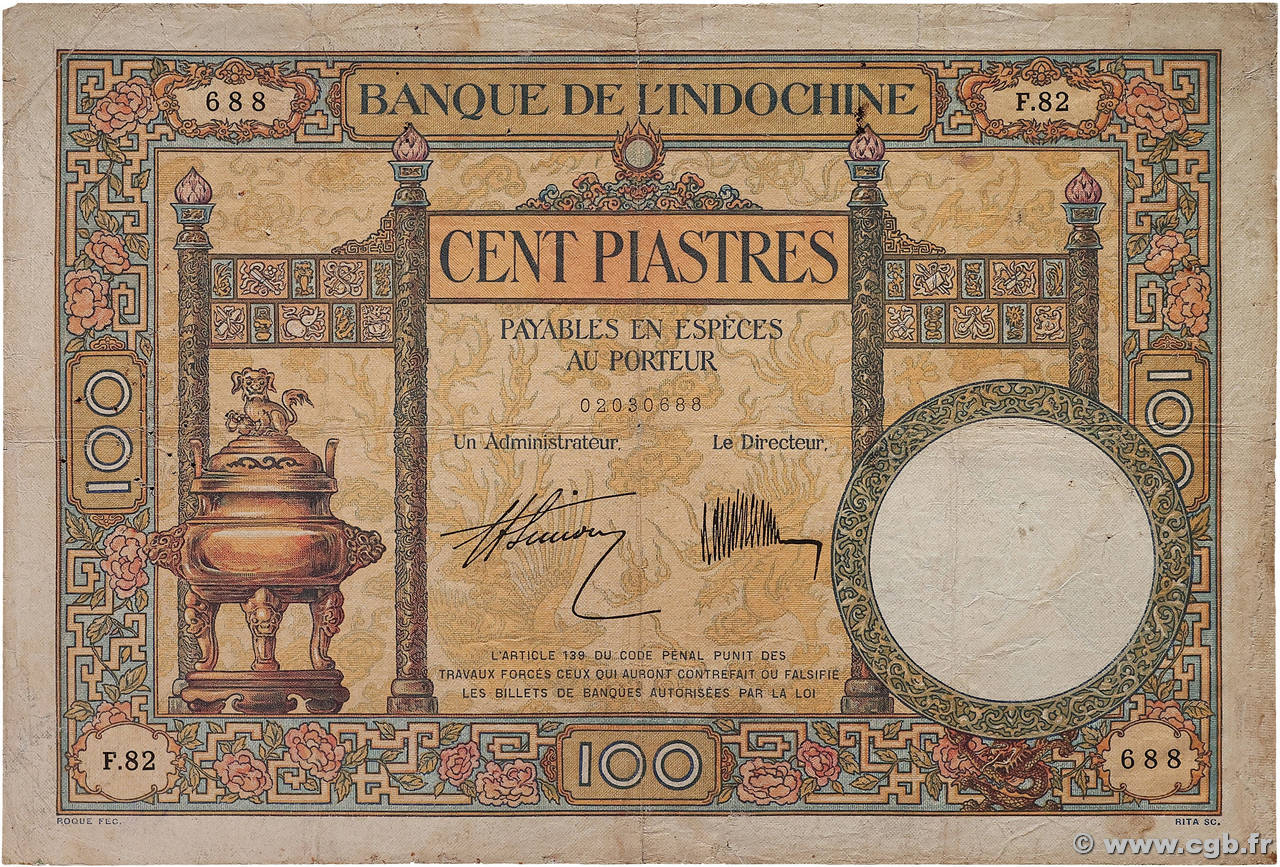 BANQUE DE L'INDOCHINE
688
F.82
CENT PIASTRES
PAYABLES EN ESPÈCES
AU PORTEUR
02030688
Un Administrateur,
Le Directeur,
100
100
L'ARTICLE 139 DU CODE PÉNAL PUNIT DES
TRAVAUX FORCÉS CEUX QUI AURONT CONTREFAIT OU FALSIFIÉ
LES BILLETS DE BANQUES AUTORISÉES PAR LA LOI
F.82
100
688
ROQUE FEC.
RITA SC.
© www.cgb.fr